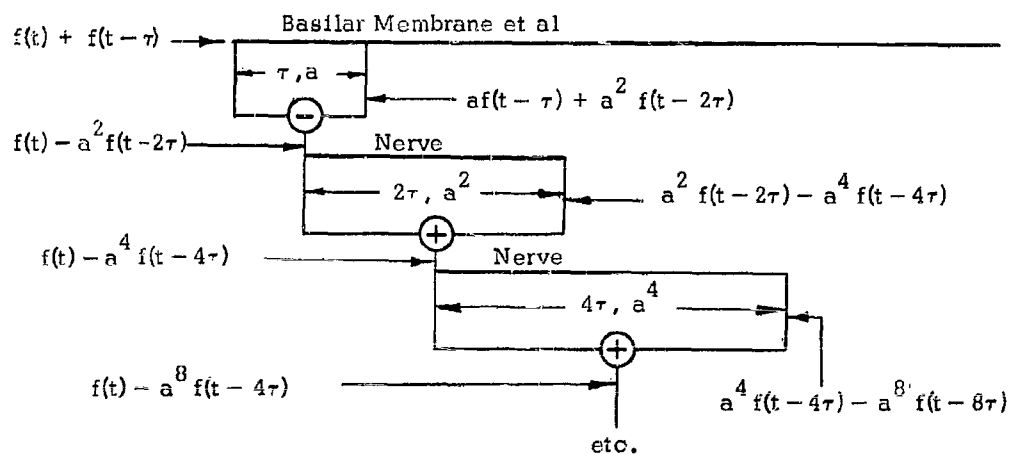 Basilar Membrane et al
f(t) + f(t − τ)
τ, a
−
af(t − τ) + a² f(t − 2τ)
f(t) − a² f(t − 2τ)
Nerve
2τ, a²
a² f(t − 2τ) − a⁴ f(t − 4τ)
+
f(t) − a⁴ f(t − 4τ)
Nerve
4τ, a⁴
+
f(t) − a⁸ f(t − 4τ)
a⁴ f(t − 4τ) − a⁸ f(t − 8τ)
etc.